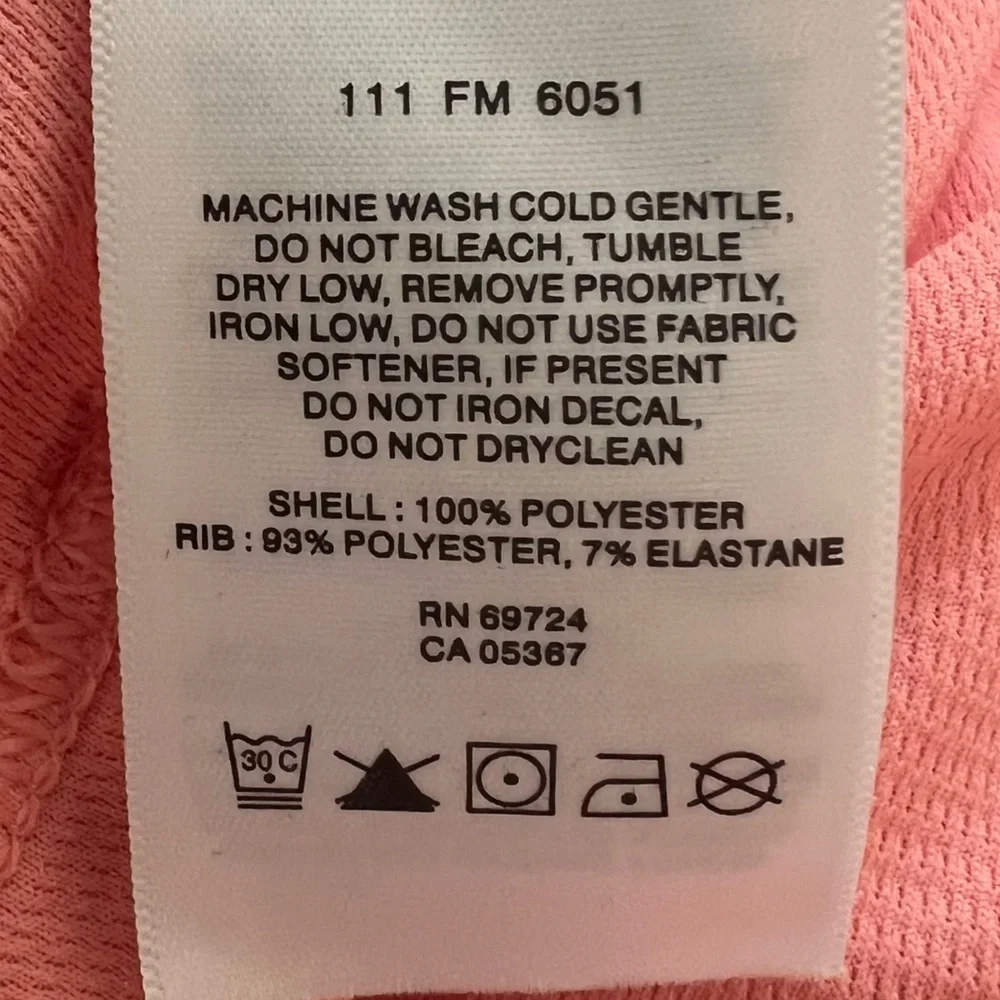 111 FM 6051
MACHINE WASH COLD GENTLE,
DO NOT BLEACH, TUMBLE
DRY LOW, REMOVE PROMPTLY,
IRON LOW, DO NOT USE FABRIC
SOFTENER, IF PRESENT
DO NOT IRON DECAL,
DO NOT DRYCLEAN
SHELL : 100% POLYESTER
RIB : 93% POLYESTER, 7% ELASTANE
RN 69724
CA 05367
30 C